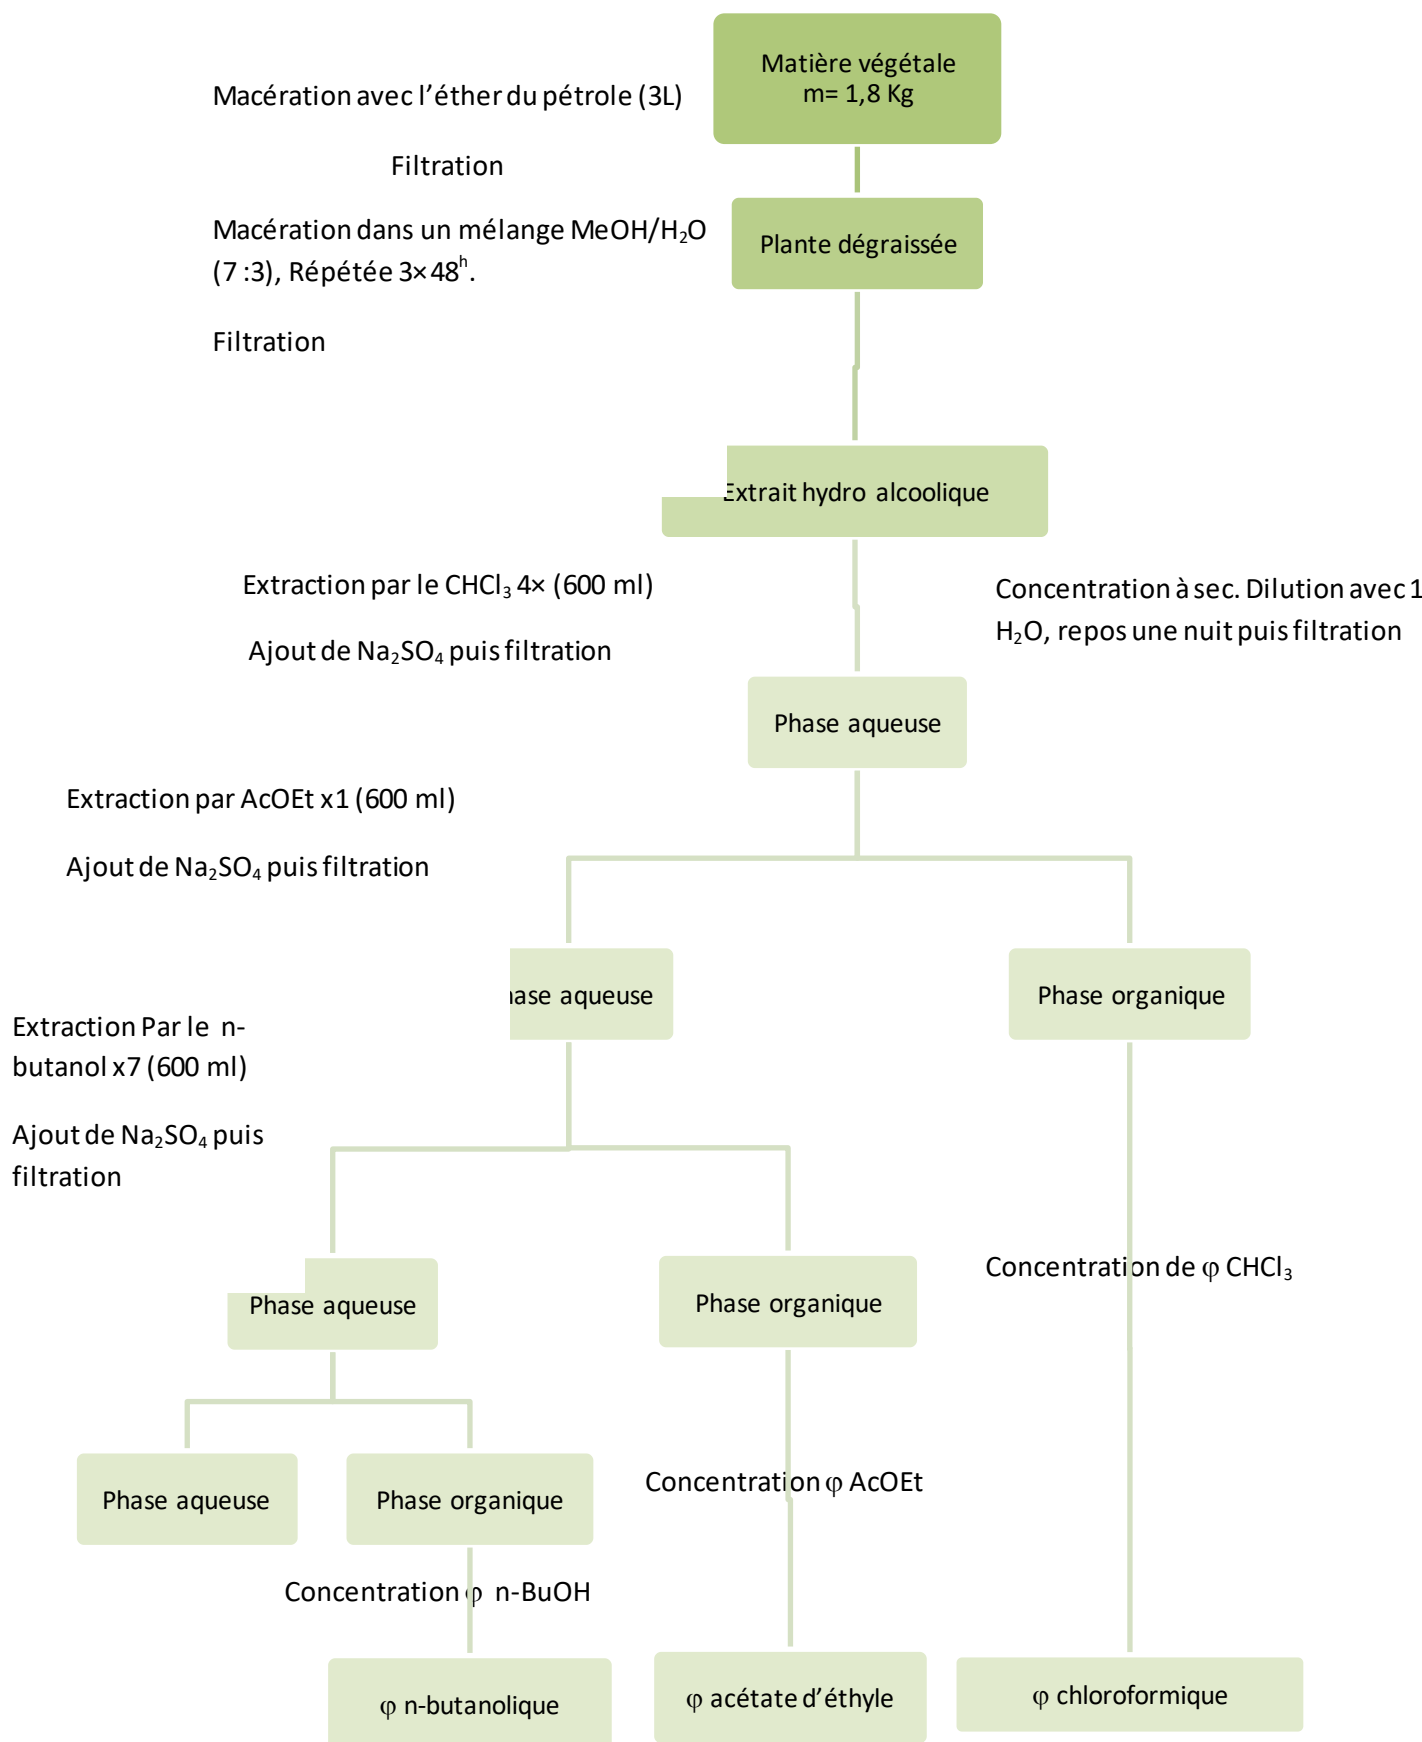 Matière végétale
m= 1,8 Kg
Macération avec l’éther du pétrole (3L)
Filtration
Macération dans un mélange MeOH/H₂O
(7 :3), Répétée 3×48ʰ.
Plante dégraissée
Filtration
Extrait hydro alcoolique
Extraction par le CHCl₃ 4× (600 ml)
Ajout de Na₂SO₄ puis filtration
Concentration à sec. Dilution avec 1
H₂O, repos une nuit puis filtration
Phase aqueuse
Extraction par AcOEt x1 (600 ml)
Ajout de Na₂SO₄ puis filtration
hase aqueuse
Phase organique
Extraction Par le n-
butanol x7 (600 ml)
Ajout de Na₂SO₄ puis
filtration
Concentration de φ CHCl₃
Phase aqueuse
Phase organique
Concentration φ AcOEt
Phase aqueuse
Phase organique
Concentration φ n-BuOH
φ n-butanolique
φ acétate d’éthyle
φ chloroformique